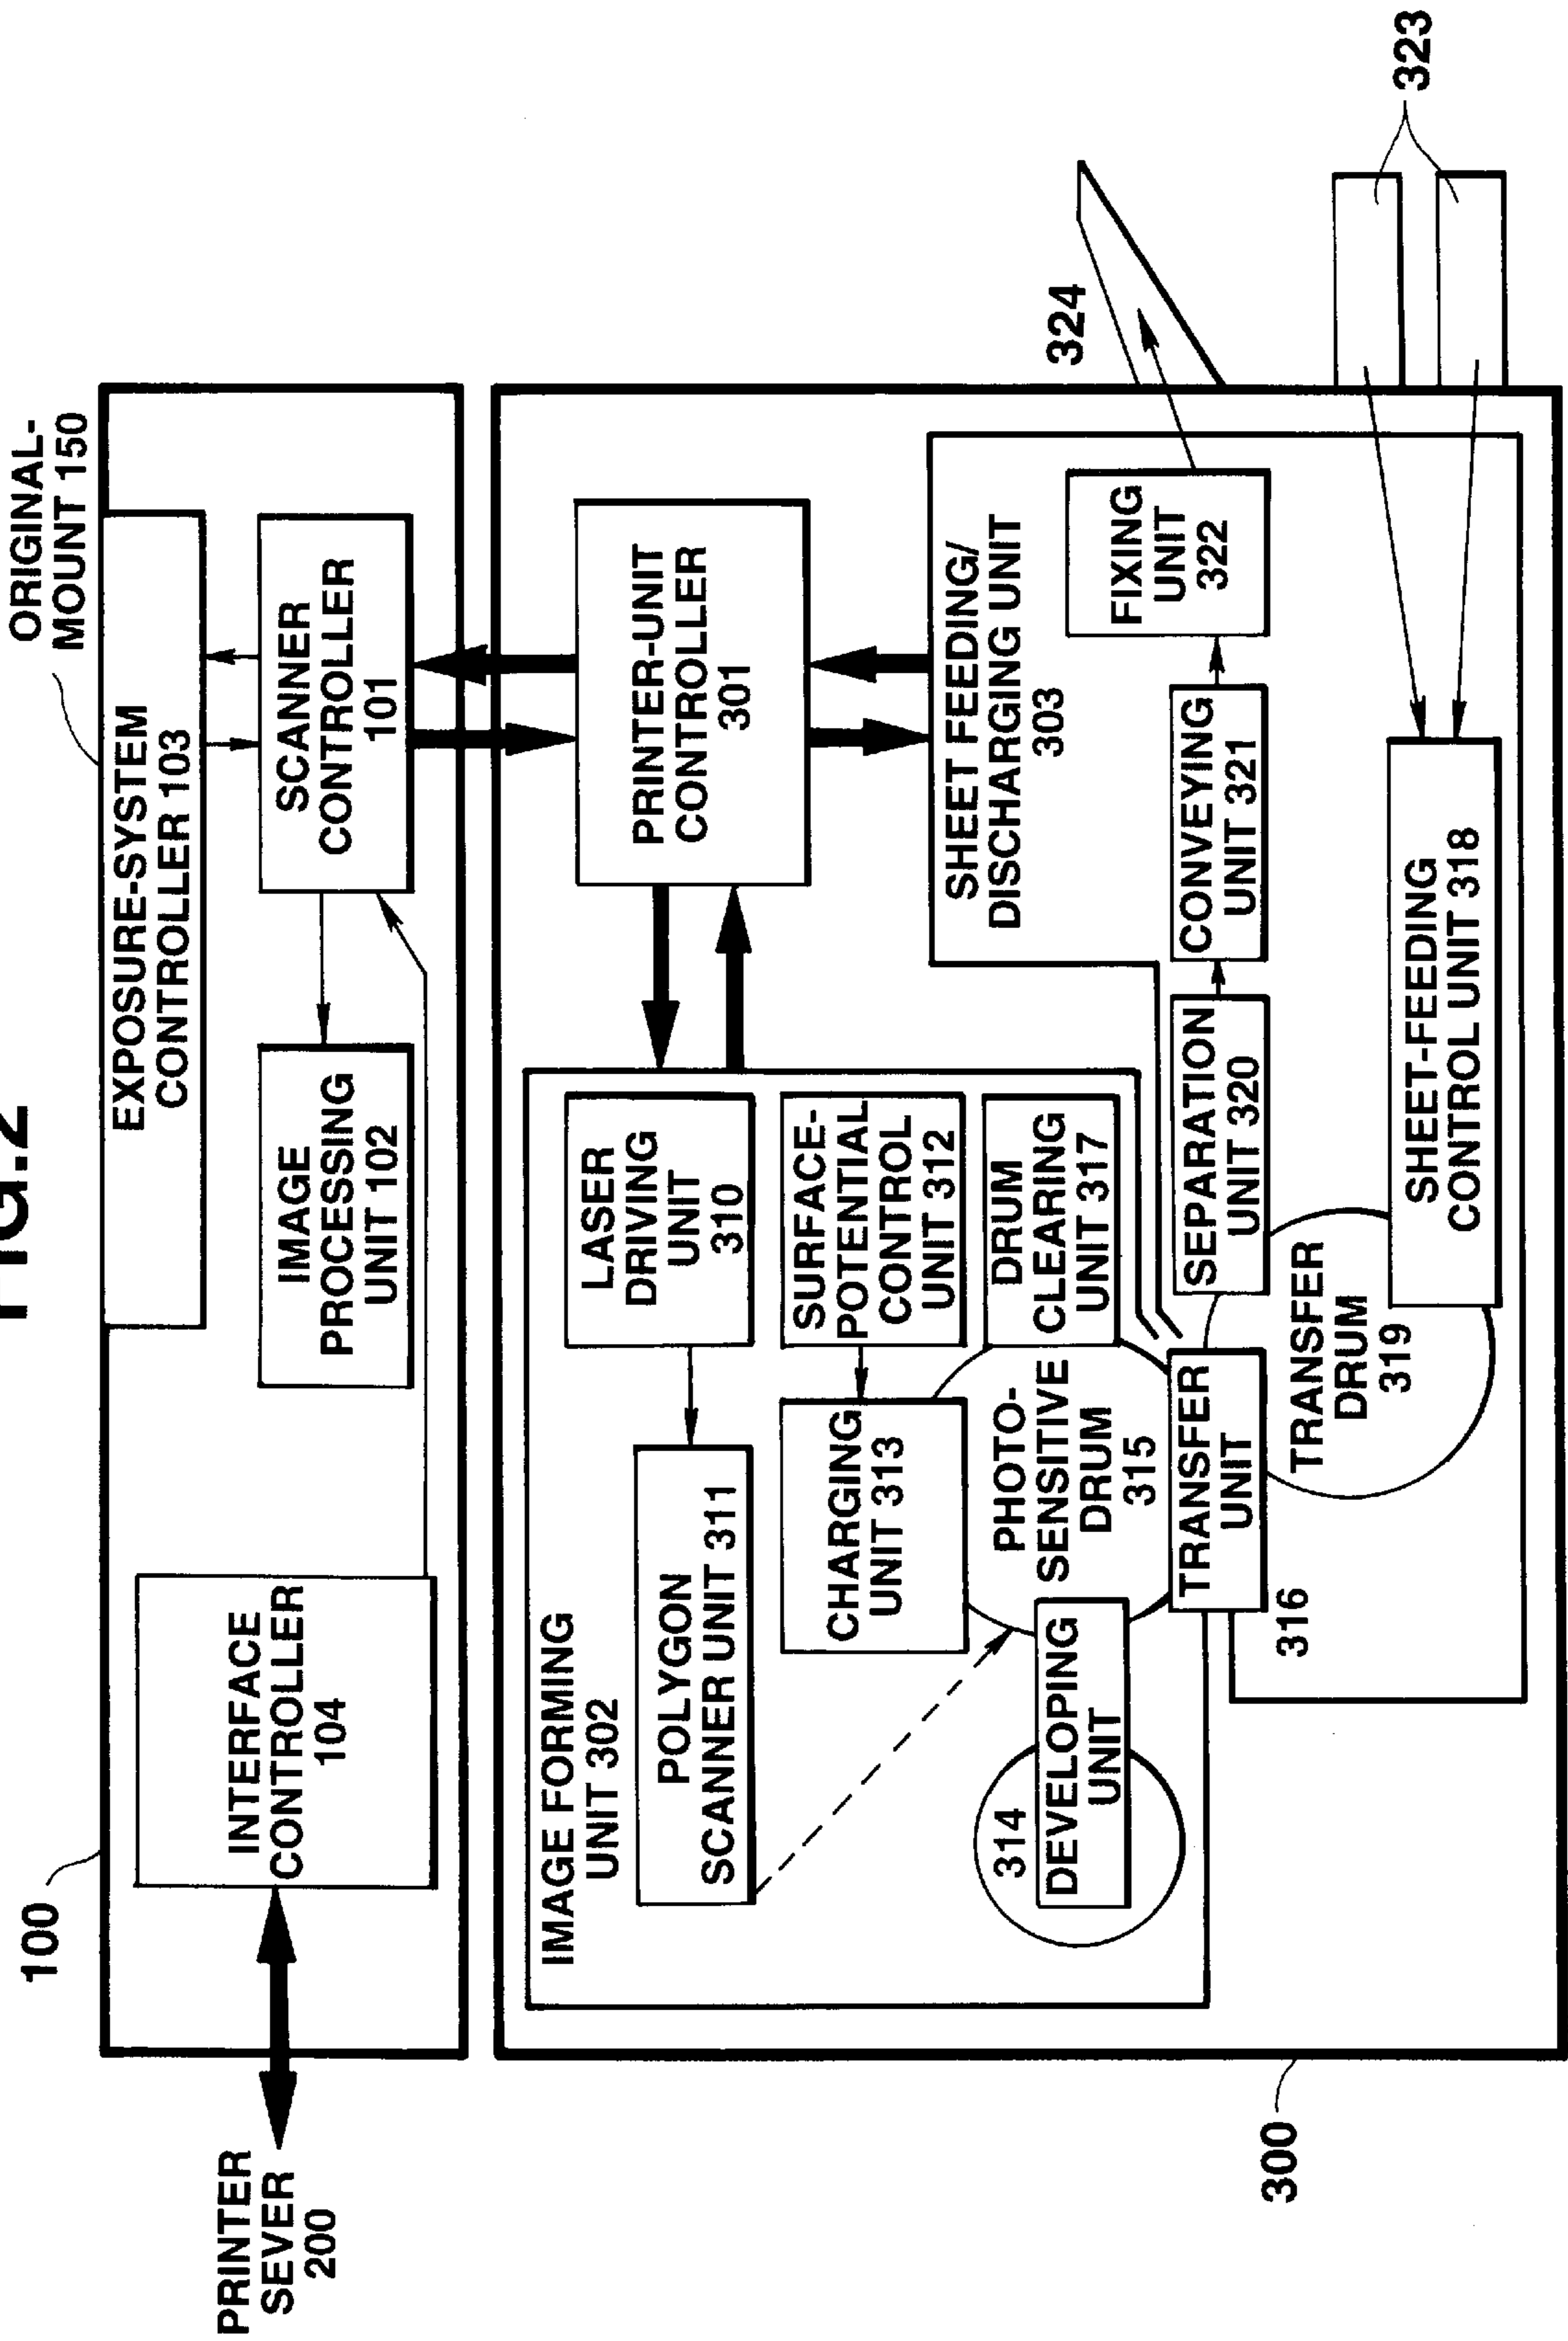 FIG.2
ORIGINAL-
MOUNT 150
100
EXPOSURE-SYSTEM
CONTROLLER 103
PRINTER
SEVER
200
INTERFACE
CONTROLLER
104
IMAGE
PROCESSING
UNIT 102
SCANNER
CONTROLLER
101
IMAGE FORMING
UNIT 302
LASER
DRIVING
UNIT
310
POLYGON
SCANNER UNIT 311
PRINTER-UNIT
CONTROLLER
301
SURFACE-
POTENTIAL
CONTROL
UNIT 312
CHARGING
UNIT 313
DRUM
CLEARING
UNIT 317
PHOTO-
SENSITIVE
DRUM
315
314
DEVELOPING
UNIT
SHEET FEEDING/
DISCHARGING UNIT
303
324
FIXING
UNIT
322
TRANSFER
UNIT
316
SEPARATION
UNIT 320
CONVEYING
UNIT 321
TRANSFER
DRUM
319
SHEET-FEEDING
CONTROL UNIT 318
323
300